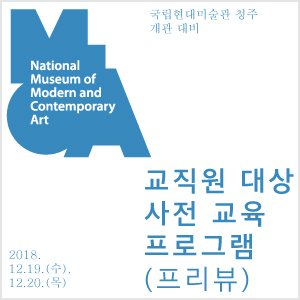 국립현대미술관 청주
개관 대비
National
Museum of
Modern and
Contemporary
Art
교직원 대상
사전 교육
프로그램
(프리뷰)
2018.
12.19.(수),
12.20.(목)